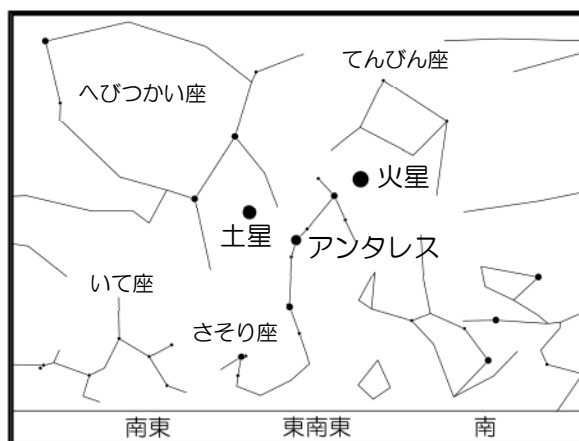 てんびん座
へびつかい座
火星
土星
アンタレス
いて座
さそり座
南東
東南東
南